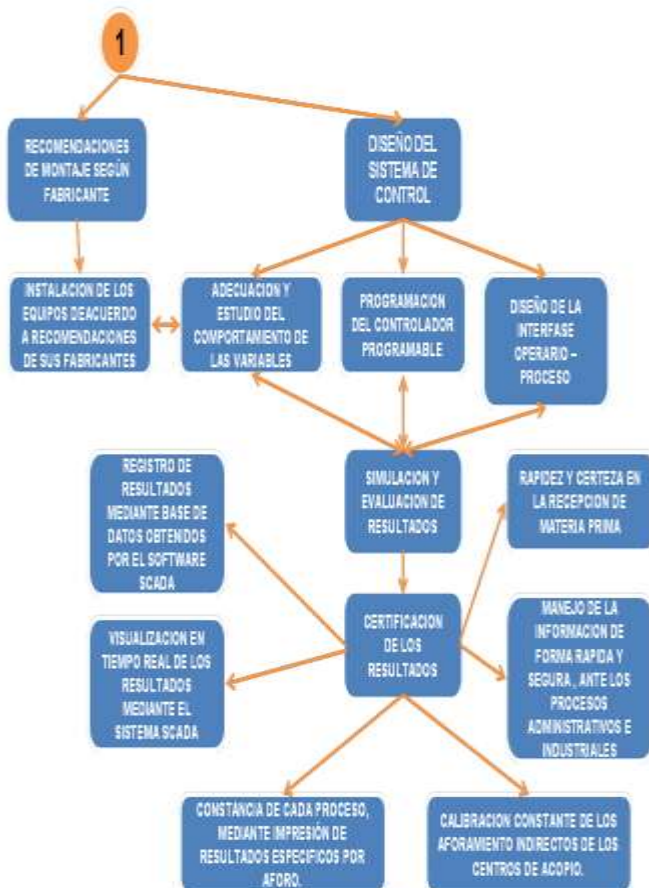 1
RECOMENDACIONES
DE MONTAJE SEGÚN
FABRICANTE
DISEÑO DEL
SISTEMA DE
CONTROL
INSTALACION DE LOS
EQUIPOS DEACUERDO
A RECOMENDACIONES
DE SUS FABRICANTES
ADECUACION Y
ESTUDIO DEL
COMPORTAMIENTO DE
LAS VARIABLES
PROGRAMACION
DEL CONTROLADOR
PROGRAMABLE
DISEÑO DE LA
INTERFASE
OPERARIO –
PROCESO
REGISTRO DE
RESULTADOS
MEDIANTE BASE DE
DATOS OBTENIDOS
POR EL SOFTWARE
SCADA
SIMULACION Y
EVALUACION DE
RESULTADOS
RAPIDEZ Y CERTEZA EN
LA RECEPCION DE
MATERIA PRIMA
VISUALIZACION EN
TIEMPO REAL DE LOS
RESULTADOS
MEDIANTE EL
SISTEMA SCADA
CERTIFICACION
DE LOS
RESULTADOS
MANEJO DE LA
INFORMACION DE
FORMA RAPIDA Y
SEGURA , ANTE LOS
PROCESOS
ADMINISTRATIVOS E
INDUSTRIALES
CONSTANCIA DE CADA PROCESO,
MEDIANTE IMPRESIÓN DE
RESULTADOS ESPECIFICOS POR
AFORO.
CALIBRACION CONSTANTE DE LOS
AFORAMIENTO INDIRECTOS DE LOS
CENTROS DE ACOPIO.